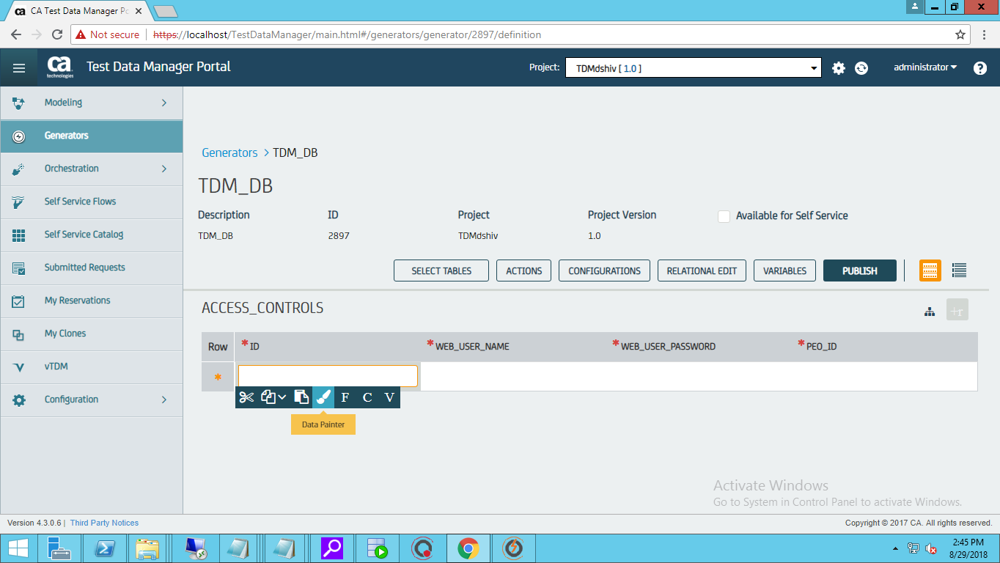 CA Test Data Manager Po
Not secure | https://localhost/TestDataManager/main.html#/generators/generator/2897/definition
ca technologies
Test Data Manager Portal
Project:
TDMdshiv [ 1.0 ]
administrator
?
Modeling
Generators
Orchestration
Self Service Flows
Self Service Catalog
Submitted Requests
My Reservations
My Clones
vTDM
Configuration
Generators > TDM_DB
TDM_DB
Description ID Project Project Version Available for Self Service
TDM_DB 2897 TDMdshiv 1.0
SELECT TABLES ACTIONS CONFIGURATIONS RELATIONAL EDIT VARIABLES PUBLISH
ACCESS_CONTROLS
+r
Row *ID *WEB_USER_NAME *WEB_USER_PASSWORD *PEO_ID
*
F C V
Data Painter
Activate Windows
Go to System in Control Panel to activate Windows.
Version 4.3.0.6 | Third Party Notices
Copyright © 2017 CA. All rights reserved.
2:45 PM
8/29/2018